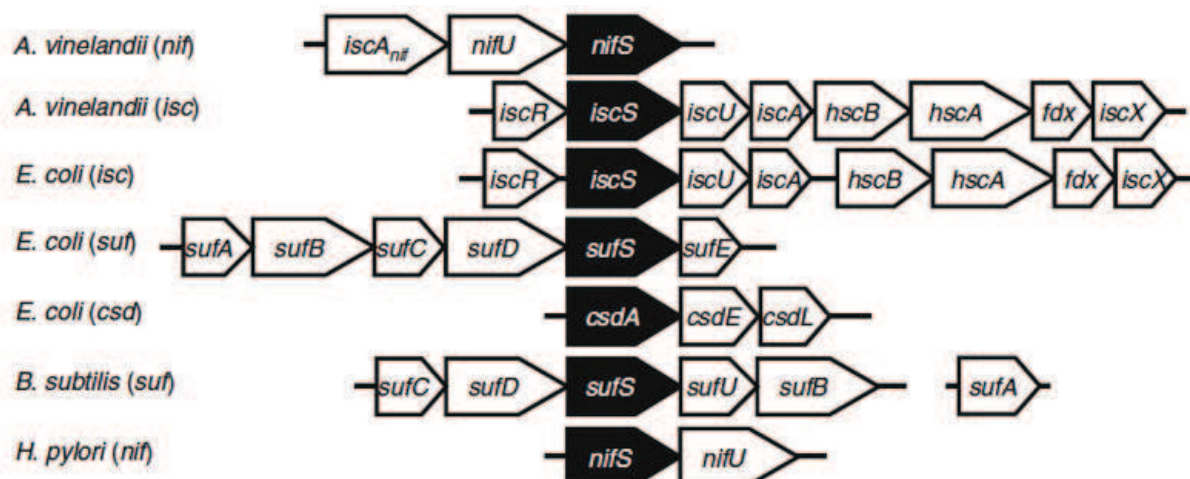 A. vinelandii (nif) iscAnif nifU nifS
A. vinelandii (isc) iscR iscS iscU iscA hscB hscA fdx iscX
E. coli (isc) iscR iscS iscU iscA hscB hscA fdx iscX
E. coli (suf) sufA sufB sufC sufD sufS sufE
E. coli (csd) csdA csdE csdL
B. subtilis (suf) sufC sufD sufS sufU sufB sufA
H. pylori (nif) nifS nifU